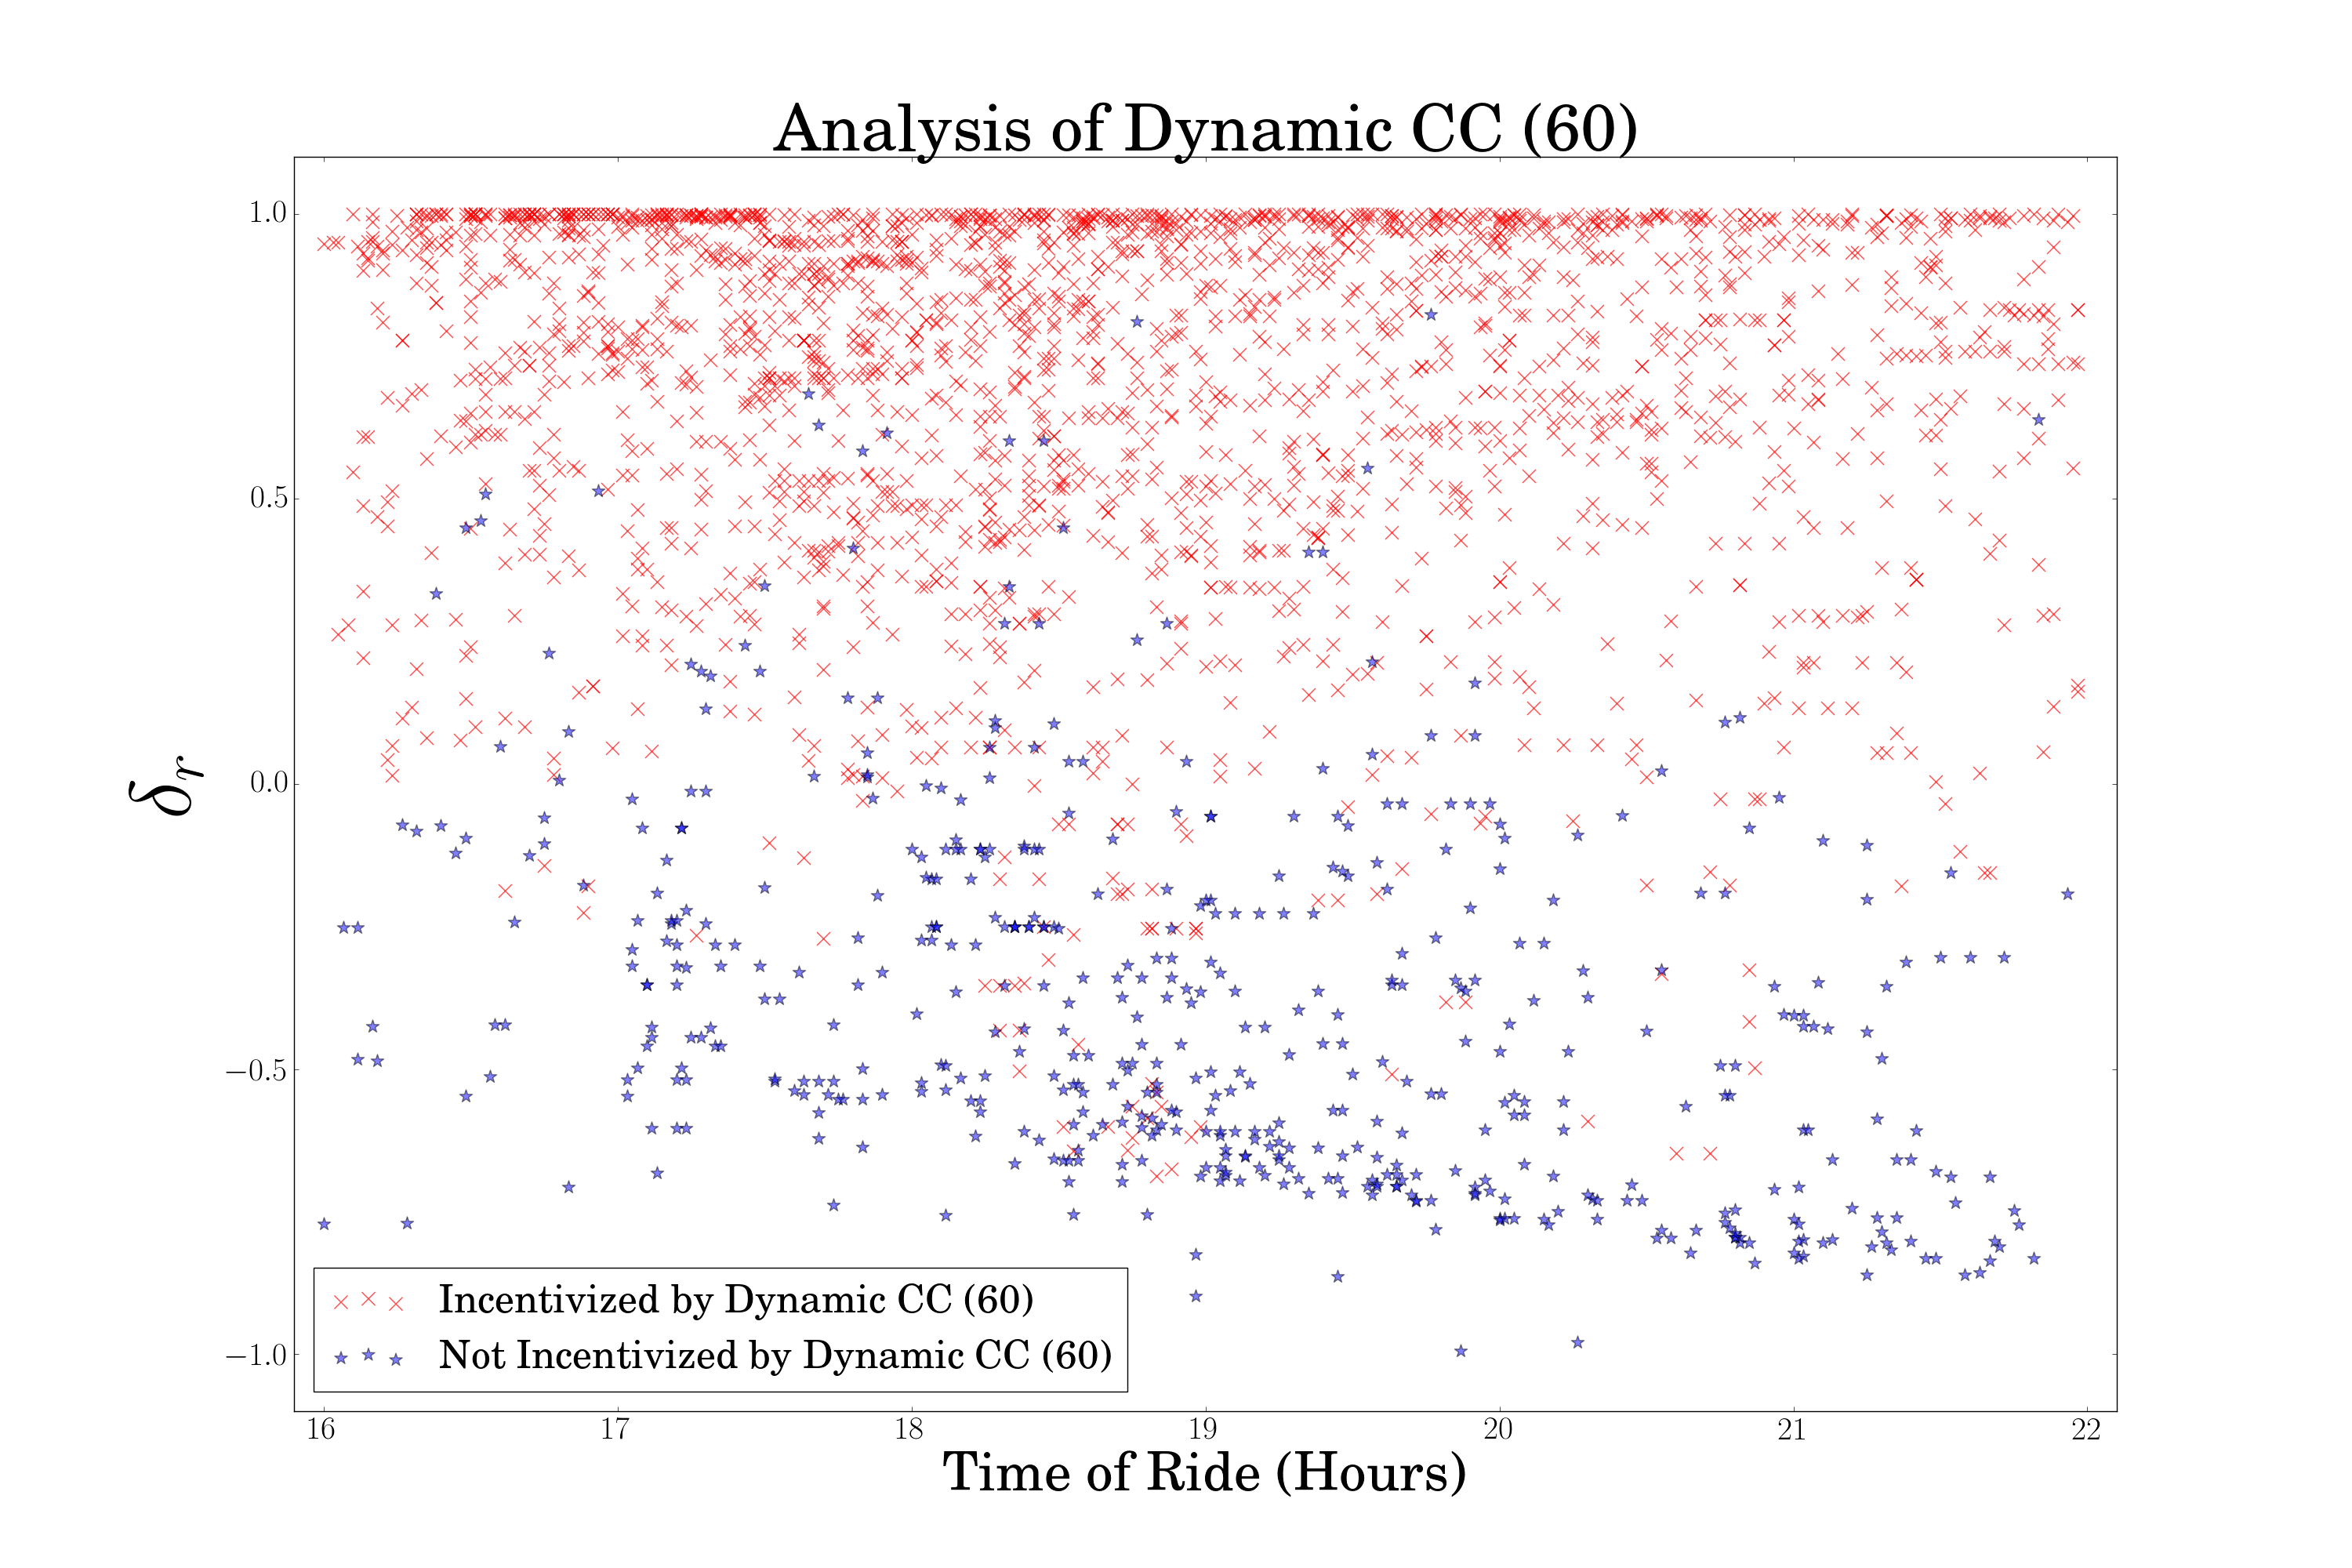 Analysis of Dynamic CC (60)
1.0
0.5
0.0
−0.5
−1.0
δr
Incentivized by Dynamic CC (60)
Not Incentivized by Dynamic CC (60)
16 17 18 19 20 21 22
Time of Ride (Hours)